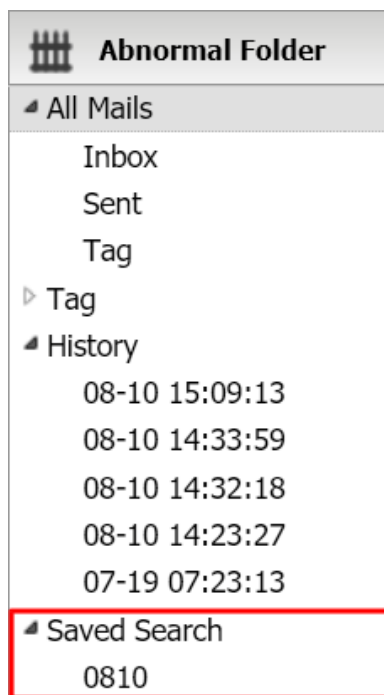 Abnormal Folder
All Mails
Inbox
Sent
Tag
Tag
History
08-10 15:09:13
08-10 14:33:59
08-10 14:32:18
08-10 14:23:27
07-19 07:23:13
Saved Search
0810